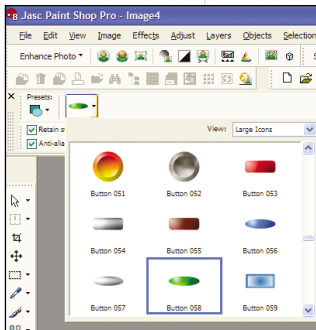 Jasc Paint Shop Pro - Image4
File Edit View Image Effects Adjust Layers Objects Selection
Enhance Photo
Presets:
Retain s
Anti-alia
View: Large Icons
Button 051 Button 052 Button 053
Button 054 Button 055 Button 056
Button 057 Button 058 Button 059